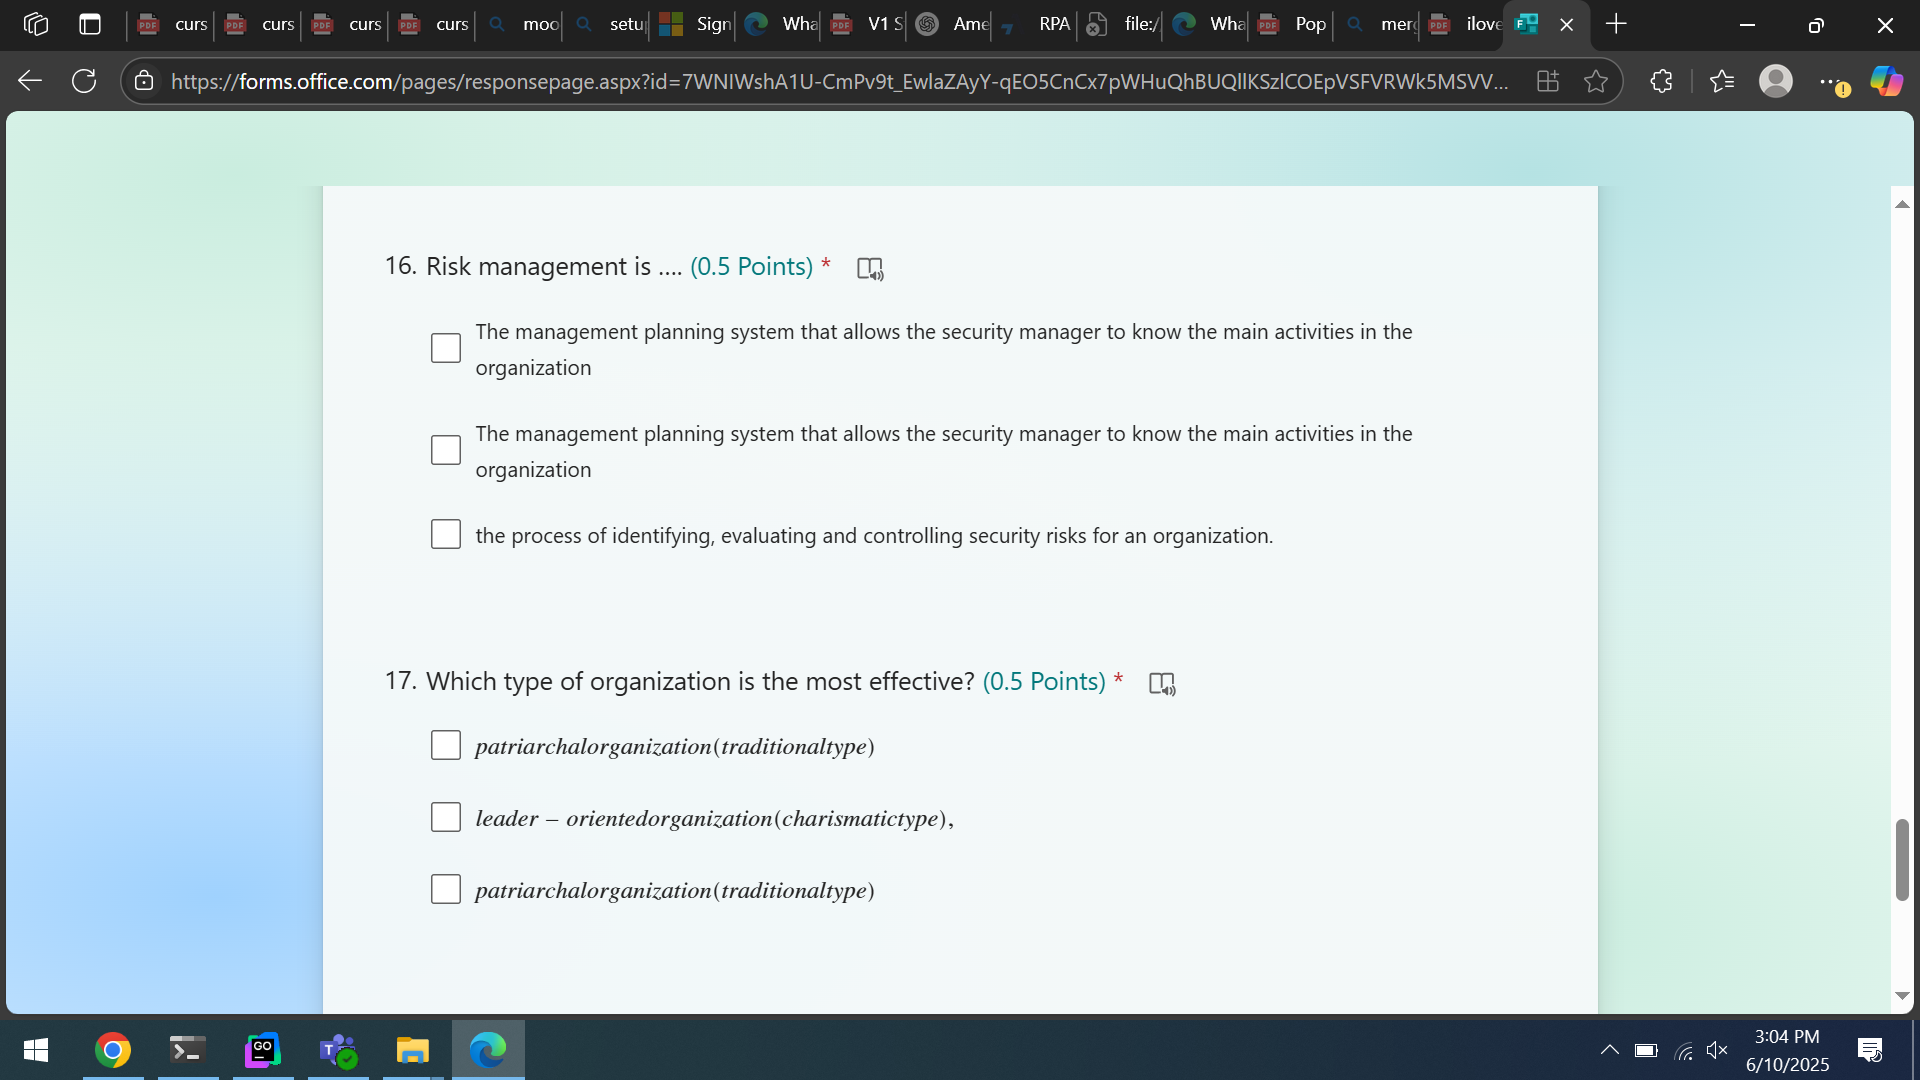 curs
curs
curs
curs
moo
setu
Sign
Wha
V1 S
Ame
RPA
file:/
Wha
Pop
mer
ilove
https://forms.office.com/pages/responsepage.aspx?id=7WNIWshA1U-CmPv9t_EwlaZAyY-qEO5CnCx7pWHuQhBUQllKSzlCOEpVSFVRWk5MSVV...
16. Risk management is .... (0.5 Points) *
The management planning system that allows the security manager to know the main activities in the
organization
The management planning system that allows the security manager to know the main activities in the
organization
the process of identifying, evaluating and controlling security risks for an organization.
17. Which type of organization is the most effective? (0.5 Points) *
patriarchalorganization(traditionaltype)
leader – orientedorganization(charismatictype),
patriarchalorganization(traditionaltype)
3:04 PM
6/10/2025